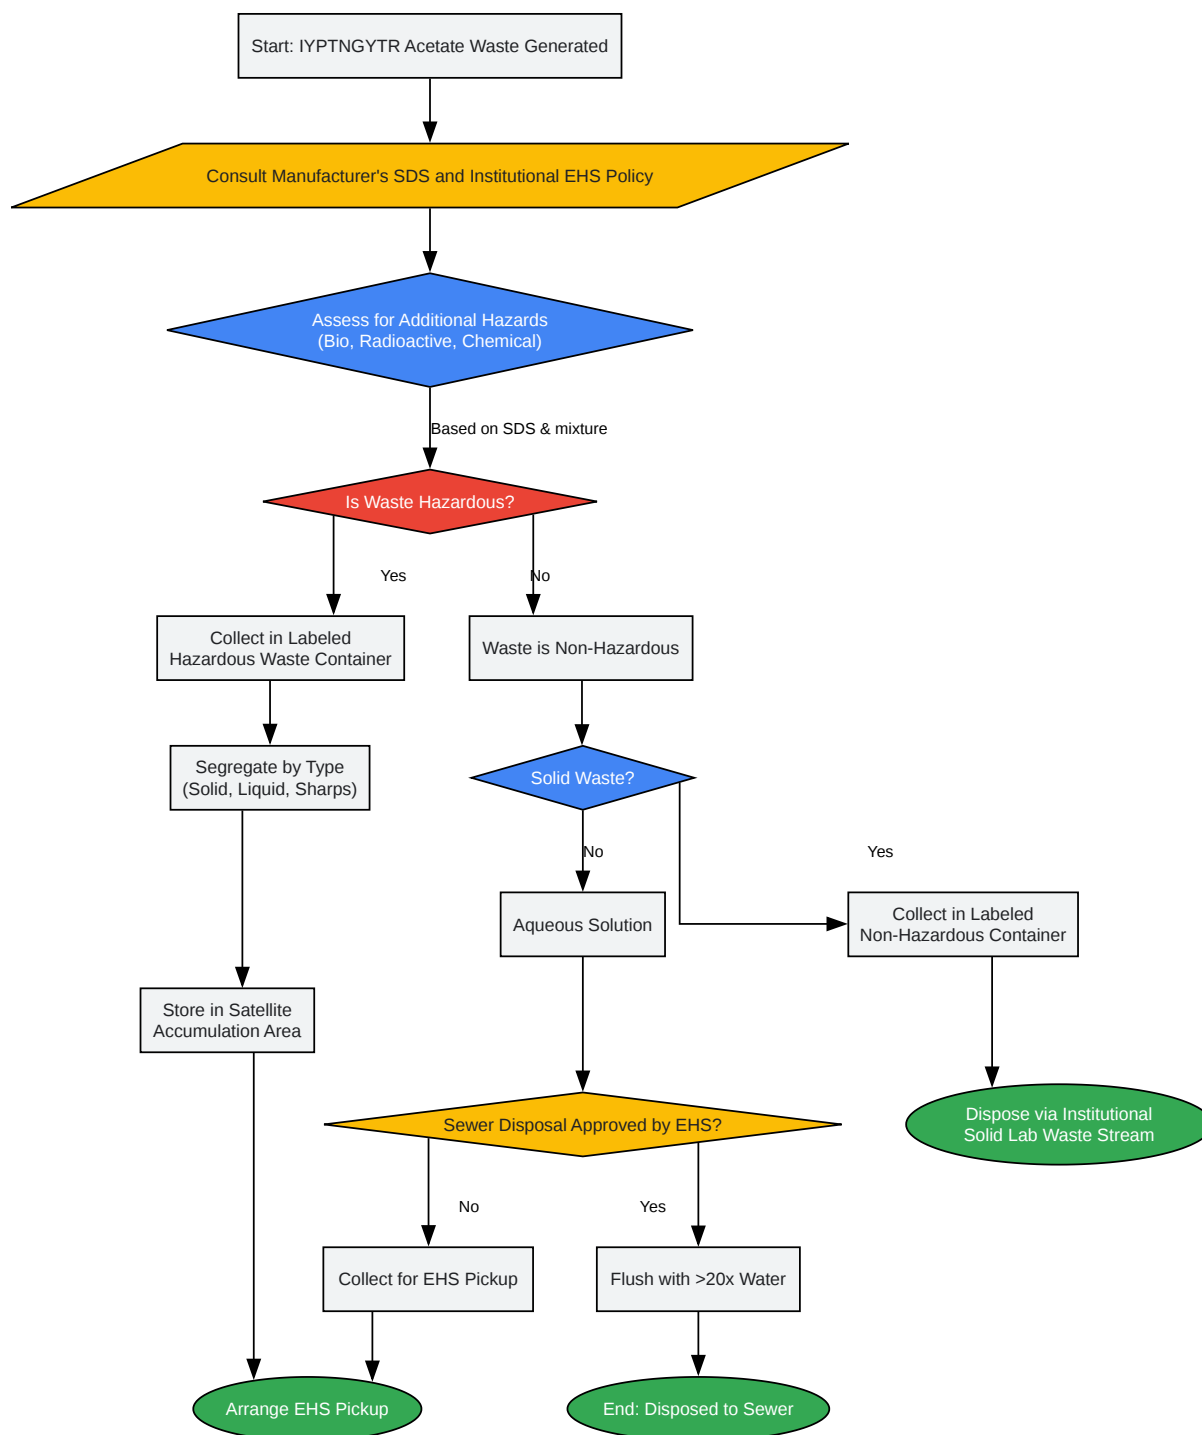 Start: IYPTNGYTR Acetate Waste Generated
Consult Manufacturer's SDS and Institutional EHS Policy
Assess for Additional Hazards
(Bio, Radioactive, Chemical)
Based on SDS & mixture
Is Waste Hazardous?
Yes
No
Collect in Labeled
Hazardous Waste Container
Waste is Non-Hazardous
Segregate by Type
(Solid, Liquid, Sharps)
Solid Waste?
No
Yes
Aqueous Solution
Collect in Labeled
Non-Hazardous Container
Store in Satellite
Accumulation Area
Sewer Disposal Approved by EHS?
Dispose via Institutional
Solid Lab Waste Stream
No
Yes
Collect for EHS Pickup
Flush with >20x Water
Arrange EHS Pickup
End: Disposed to Sewer